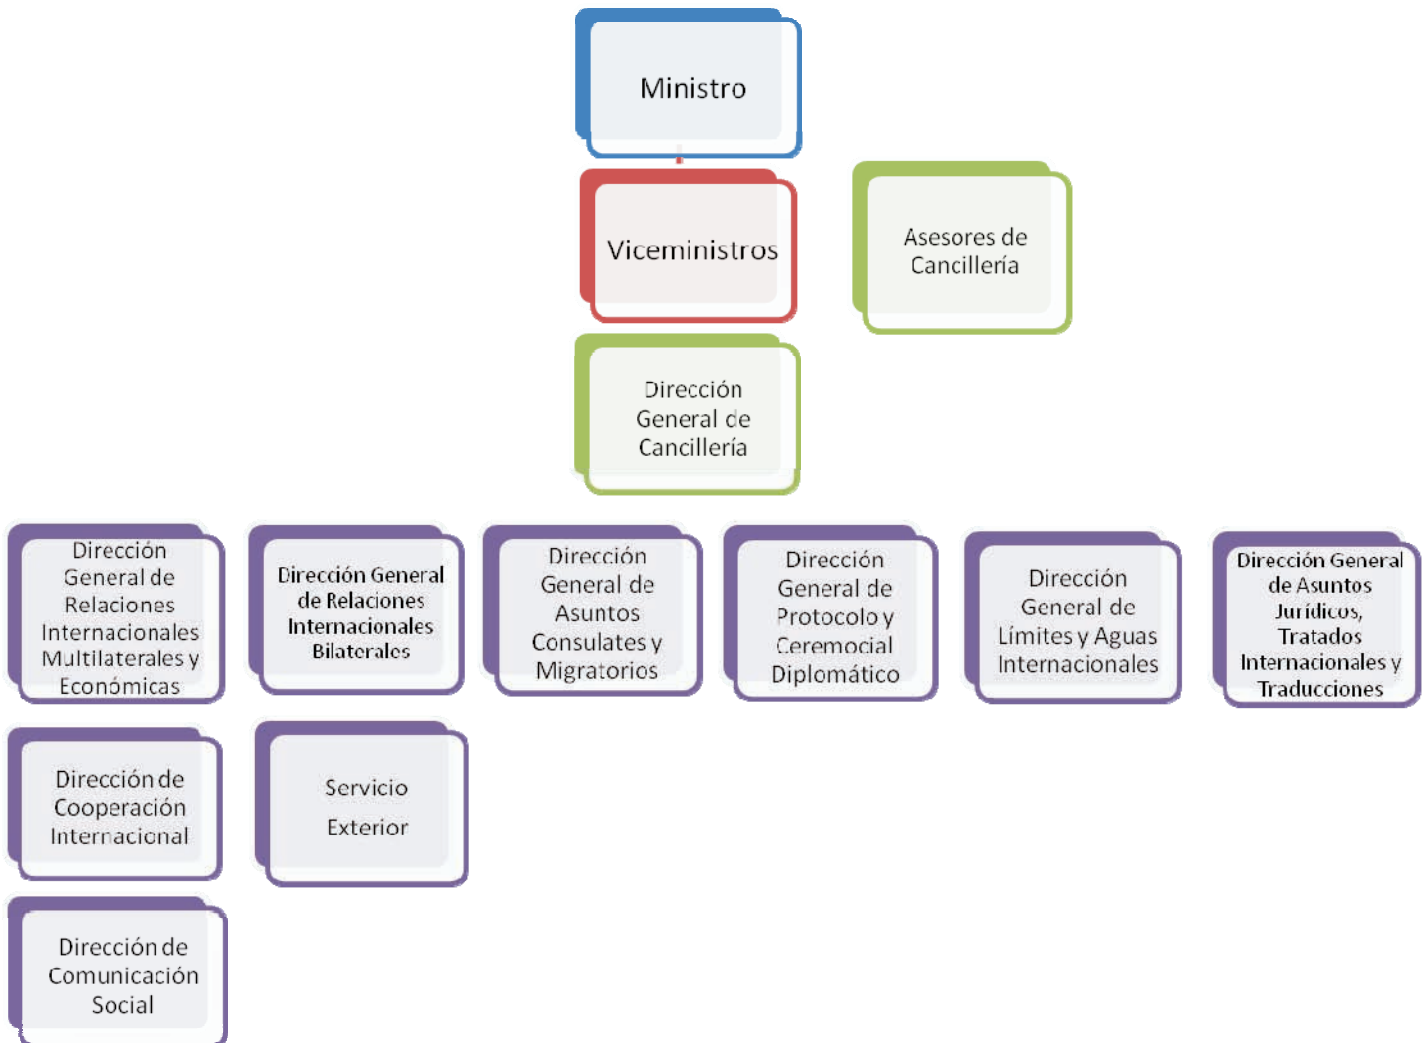 Ministro
Viceministros
Asesores de
Cancillería
Dirección
General de
Cancillería
Dirección
General de
Relaciones
Internacionales
Multilaterales y
Económicas
Dirección General
de Relaciones
Internacionales
Bilaterales
Dirección
General de
Asuntos
Consulates y
Migratorios
Dirección
General de
Protocolo y
Ceremocial
Diplomático
Dirección
General de
Límites y Aguas
Internacionales
Dirección General
de Asuntos
Jurídicos,
Tratados
Internacionales y
Traducciones
Dirección de
Cooperación
Internacional
Servicio
Exterior
Dirección de
Comunicación
Social